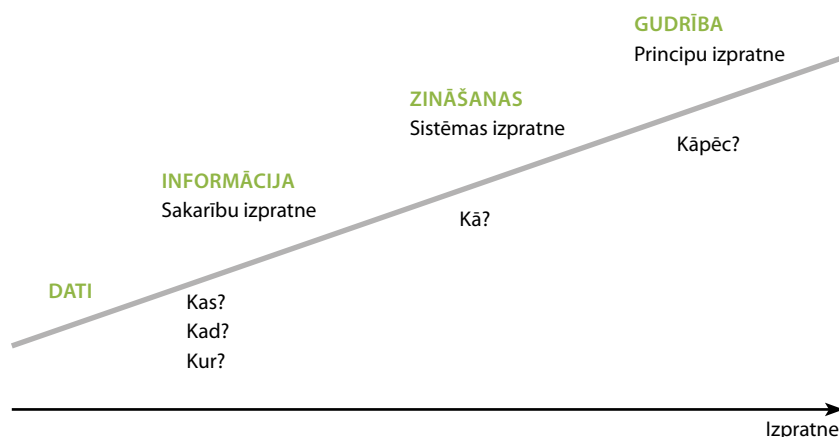 GUDRĪBA
Principu izpratne
ZINĀŠANAS
Sistēmas izpratne
Kāpēc?
INFORMĀCIJA
Sakarību izpratne
Kā?
DATI
Kas?
Kad?
Kur?
Izpratne